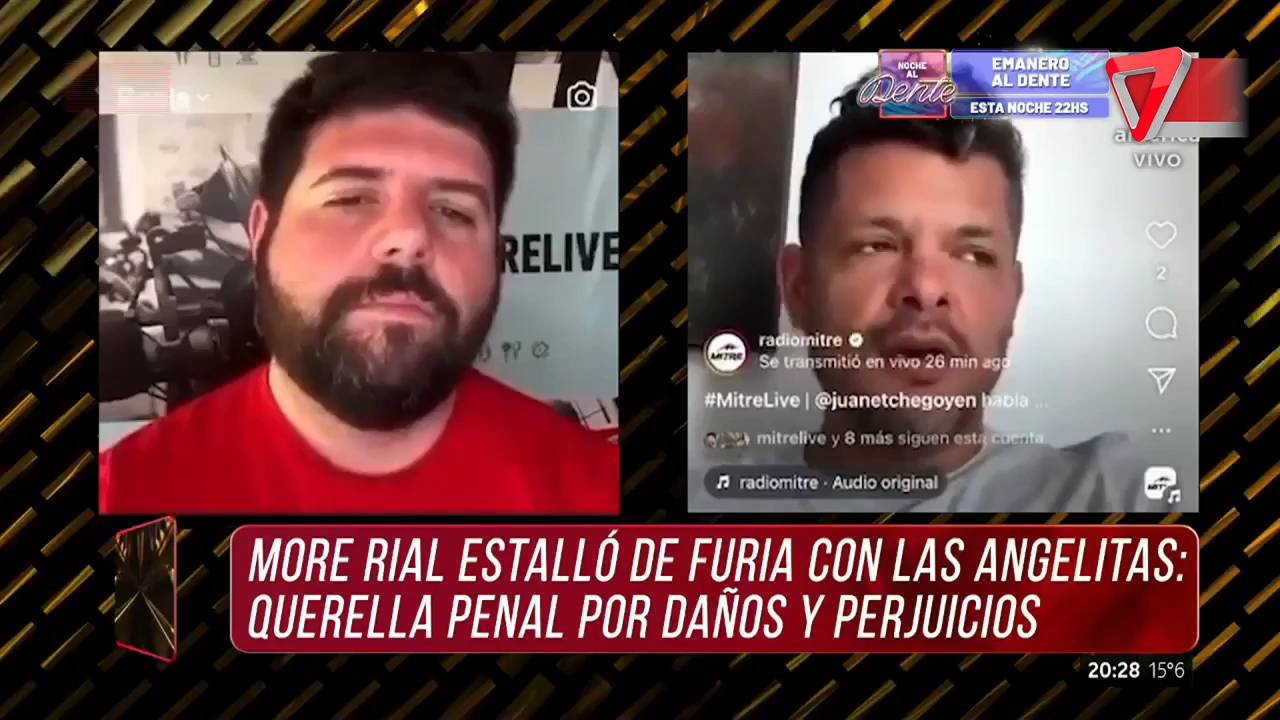 NOCHE
AL
Dente
EMANERO
AL DENTE
ESTA NOCHE 22HS
VIVO
RELIVE
2
radiomitre
Se transmitió en vivo 26 min ago
#MitreLive | @juanetchegoyen habla ...
mitrelive y 8 más siguen esta cuenta
radiomitre · Audio original
MITRE
MORE RIAL ESTALLÓ DE FURIA CON LAS ANGELITAS:
QUERELLA PENAL POR DAÑOS Y PERJUICIOS
20:28 15°6